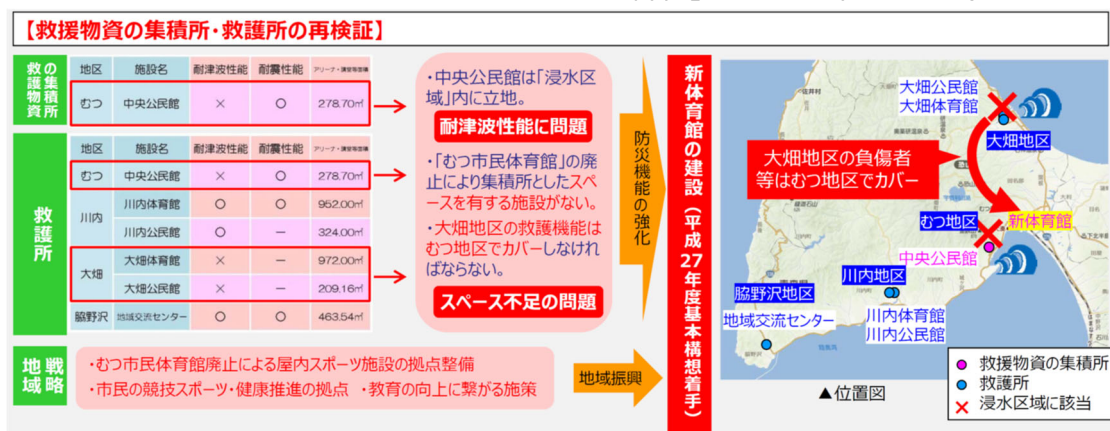 【救援物資の集積所・救護所の再検証】
救護物資の集積所
地区 施設名 耐津波性能 耐震性能 アリーナ・講堂等面積
むつ 中央公民館 × ○ 278.70㎡
救護所
地区 施設名 耐津波性能 耐震性能 アリーナ・講堂等面積
むつ 中央公民館 × ○ 278.70㎡
川内 川内体育館 ○ ○ 952.00㎡
川内公民館 ○ － 324.00㎡
大畑 大畑体育館 × － 972.00㎡
大畑公民館 × － 209.16㎡
脇野沢 地域交流センター ○ ○ 463.54㎡
・中央公民館は「浸水区
域」内に立地。
耐津波性能に問題
・「むつ市民体育館」の廃
止により集積所としたスペ
ースを有する施設がない。
・大畑地区の救護機能は
むつ地区でカバーしなけれ
ばならない。
スペース不足の問題
防災機能の強化
地域戦略
・むつ市民体育館廃止による屋内スポーツ施設の拠点整備
・市民の競技スポーツ・健康推進の拠点 ・教育の向上に繋がる施策
地域振興
新体育館の建設（平成27年度基本構想着手）
佐井村
大畑公民館
大畑体育館
大畑地区
大畑地区の負傷者
等はむつ地区でカバー
むつ地区
新体育館
中央公民館
川内地区
川内体育館
川内公民館
脇野沢地区
地域交流センター
▲位置図
救援物資の集積所
救護所
浸水区域に該当